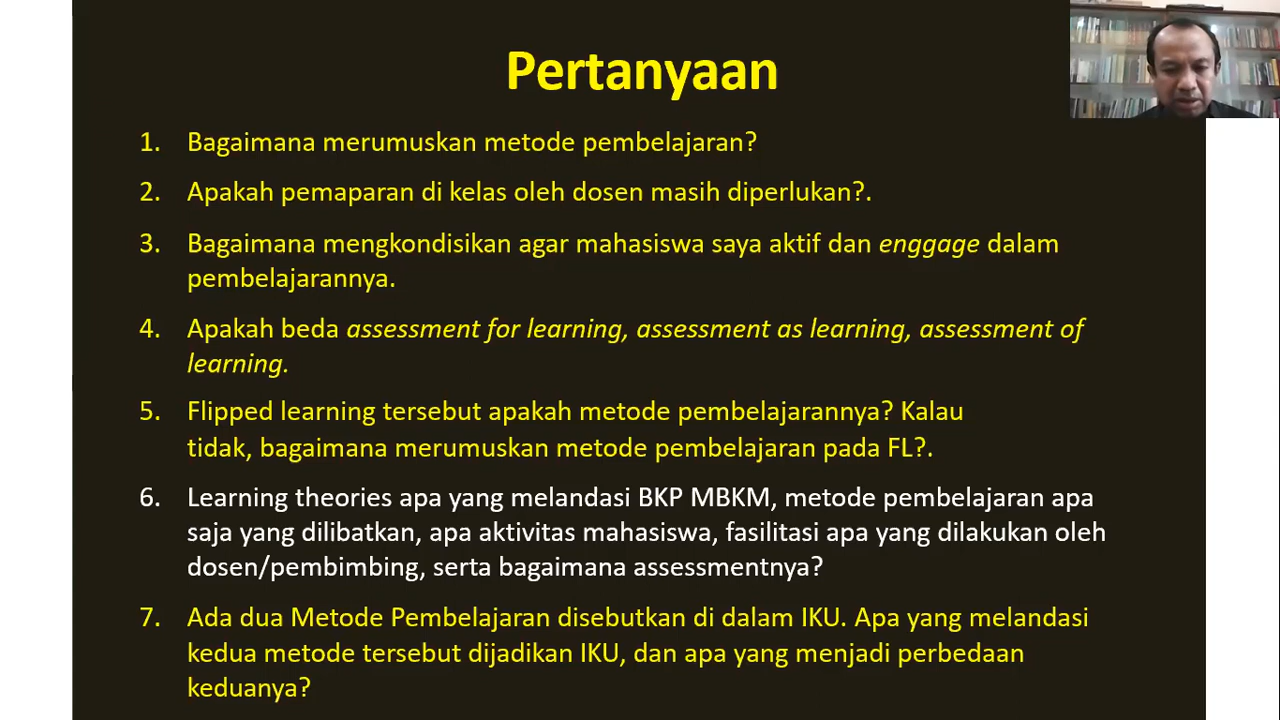 Pertanyaan
1. Bagaimana merumuskan metode pembelajaran?
2. Apakah pemaparan di kelas oleh dosen masih diperlukan?.
3. Bagaimana mengkondisikan agar mahasiswa saya aktif dan enggage dalam
pembelajarannya.
4. Apakah beda assessment for learning, assessment as learning, assessment of
learning.
5. Flipped learning tersebut apakah metode pembelajarannya? Kalau
tidak, bagaimana merumuskan metode pembelajaran pada FL?.
6. Learning theories apa yang melandasi BKP MBKM, metode pembelajaran apa
saja yang dilibatkan, apa aktivitas mahasiswa, fasilitasi apa yang dilakukan oleh
dosen/pembimbing, serta bagaimana assessmentnya?
7. Ada dua Metode Pembelajaran disebutkan di dalam IKU. Apa yang melandasi
kedua metode tersebut dijadikan IKU, dan apa yang menjadi perbedaan
keduanya?